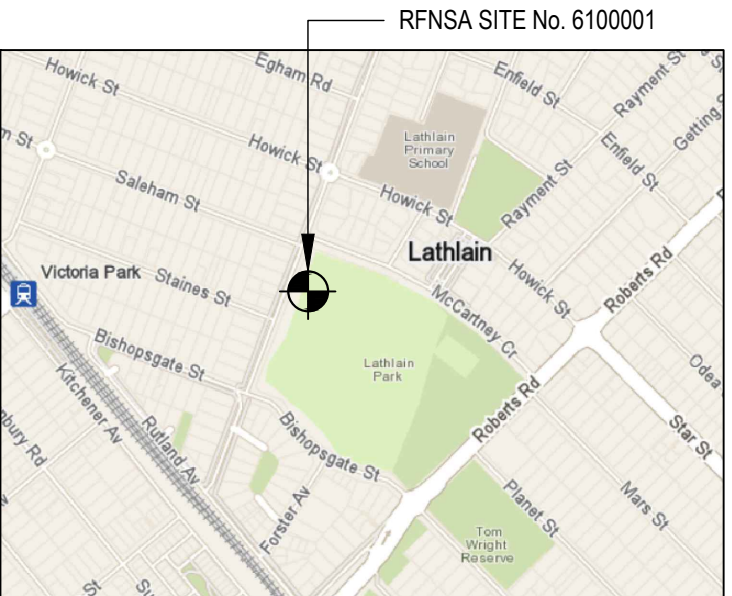 RFNSA SITE No. 6100001
Howick St
Egham Rd
Enfield St
Rayment St
Getting
Lathlain
Primary
School
Howick St
Enfield St
Saleham St
Howick St
Rayment St
Lathlain
Victoria Park
Staines St
Howick St
Roberts Rd
McCartney Cr
Bishopsgate St
Lathlain
Park
Odea
Kitchener Av
Rutland Av
Roberts Rd
Star St
Bishopsgate St
Planet St
Mars St
Forster Av
Tom
Wright
Reserve